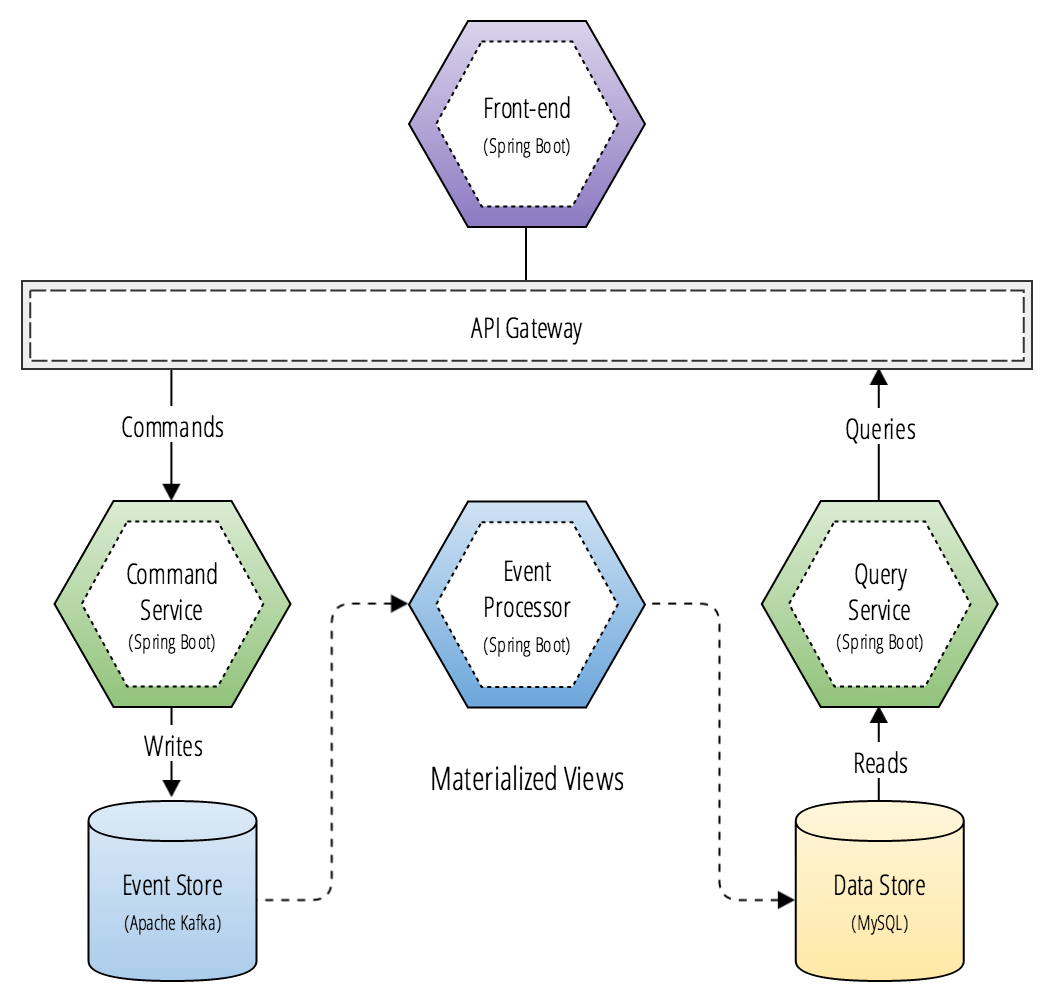 Front-end
(Spring Boot)
API Gateway
Commands
Queries
Command
Service
(Spring Boot)
Event
Processor
(Spring Boot)
Query
Service
(Spring Boot)
Writes
Reads
Materialized Views
Event Store
(Apache Kafka)
Data Store
(MySQL)